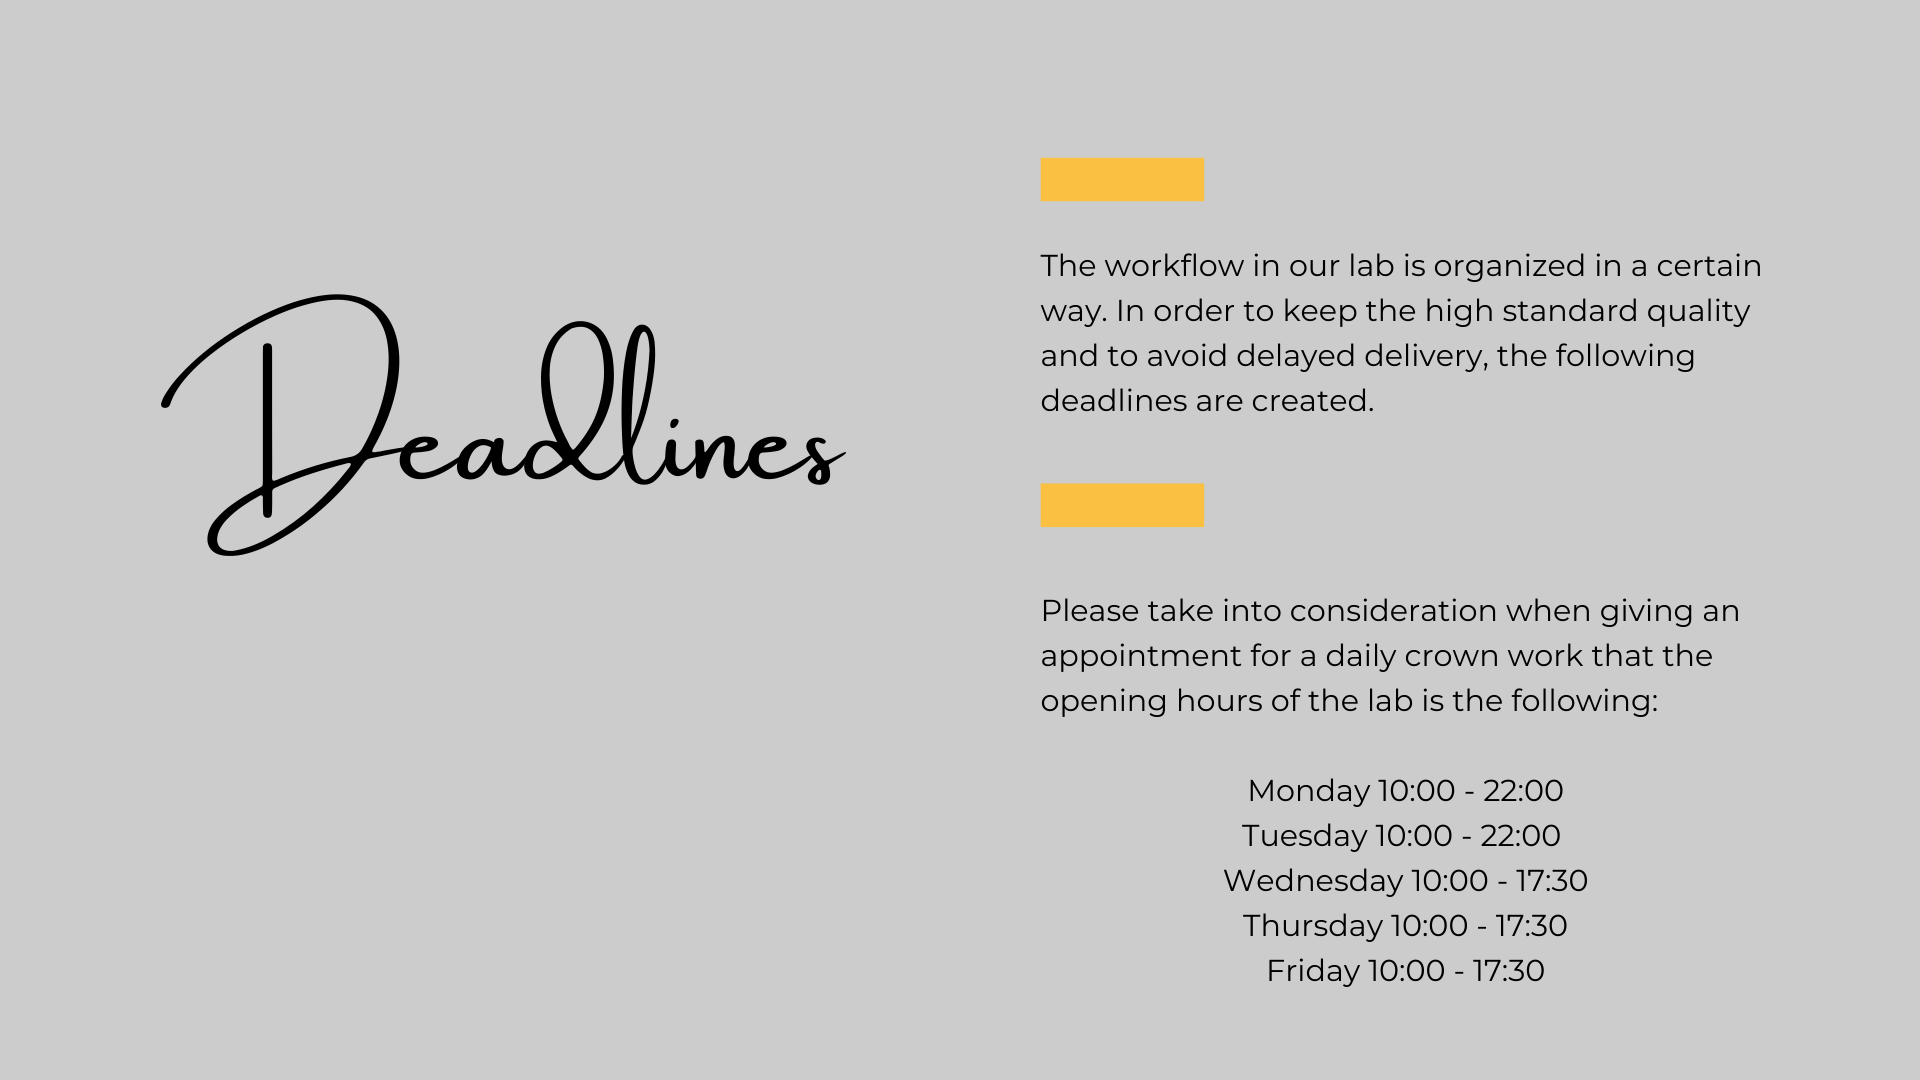 Deadlines
The workflow in our lab is organized in a certain
way. In order to keep the high standard quality
and to avoid delayed delivery, the following
deadlines are created.
Please take into consideration when giving an
appointment for a daily crown work that the
opening hours of the lab is the following:
Monday 10:00 - 22:00
Tuesday 10:00 - 22:00
Wednesday 10:00 - 17:30
Thursday 10:00 - 17:30
Friday 10:00 - 17:30